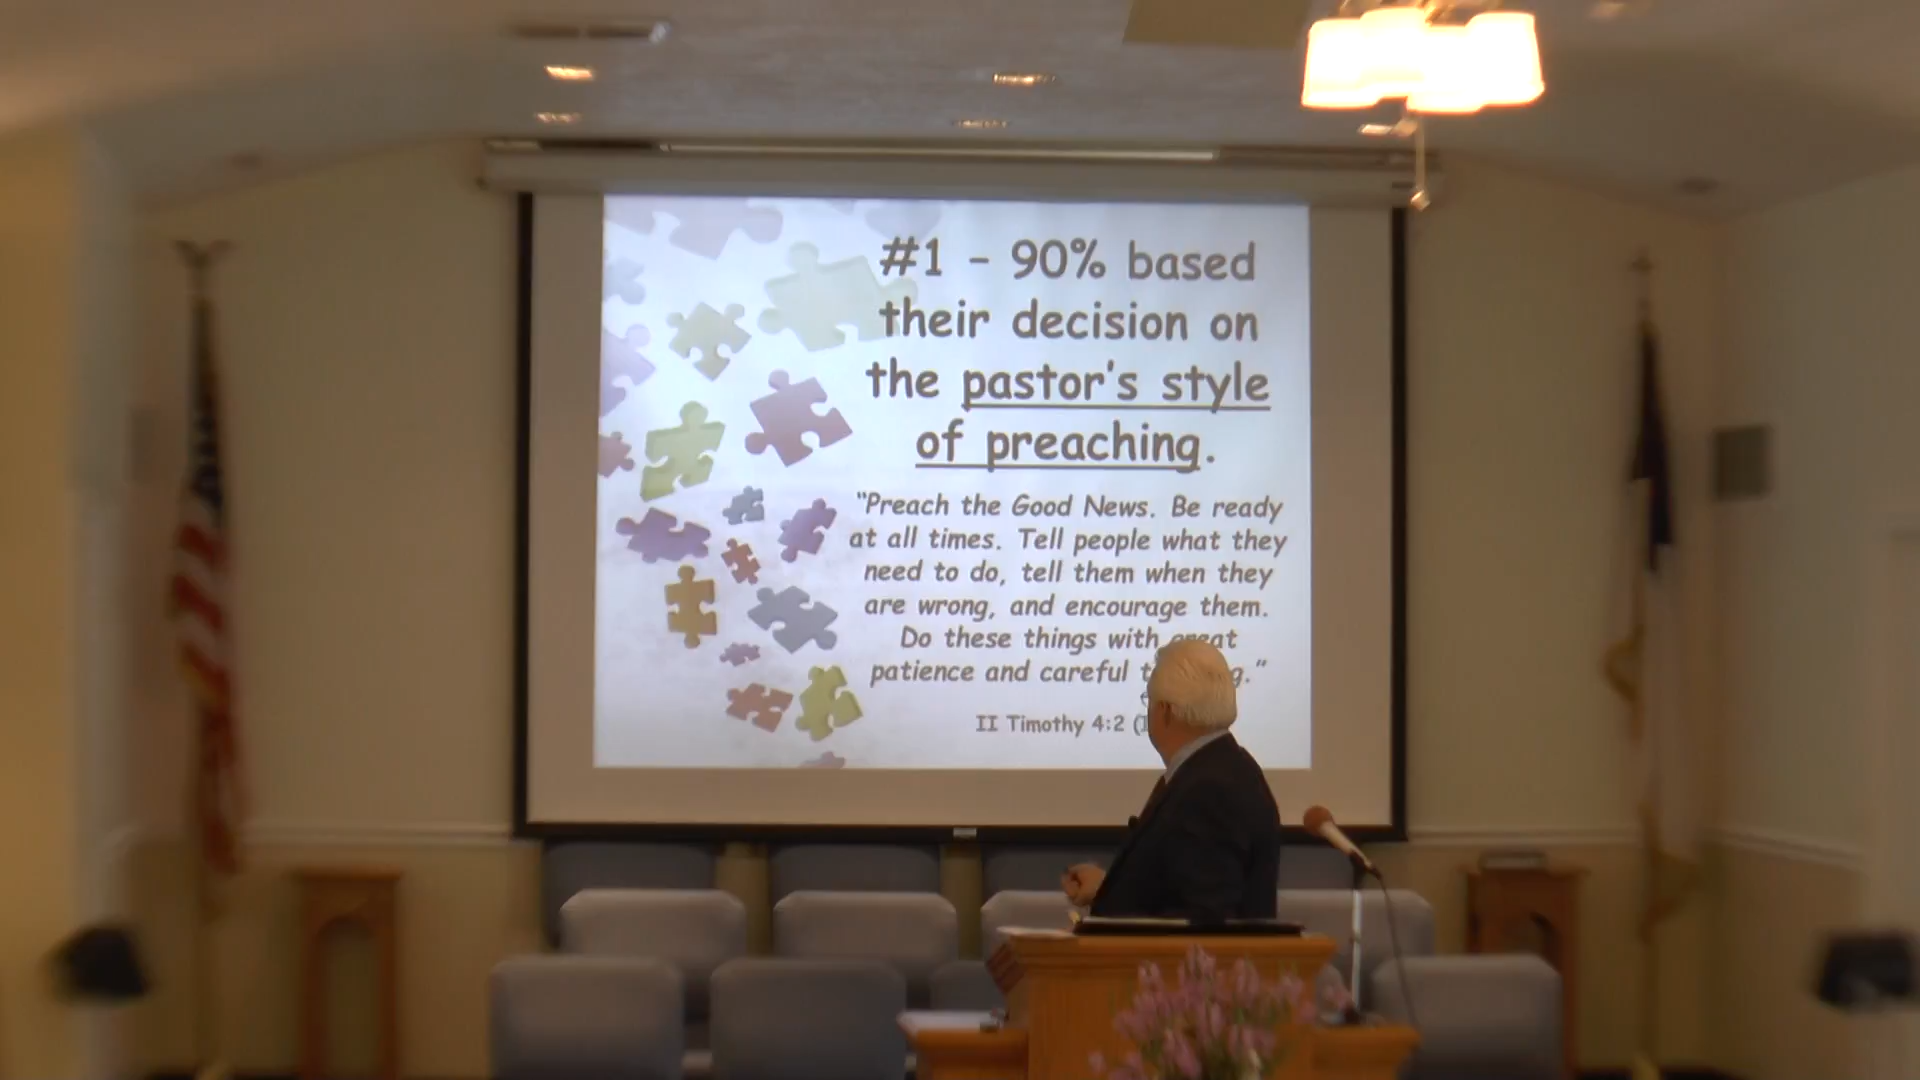 #1 - 90% based
their decision on
the pastor's style
of preaching.
"Preach the Good News. Be ready
at all times. Tell people what they
need to do, tell them when they
are wrong, and encourage them.
Do these things with great
patience and careful
II Timothy 4:2